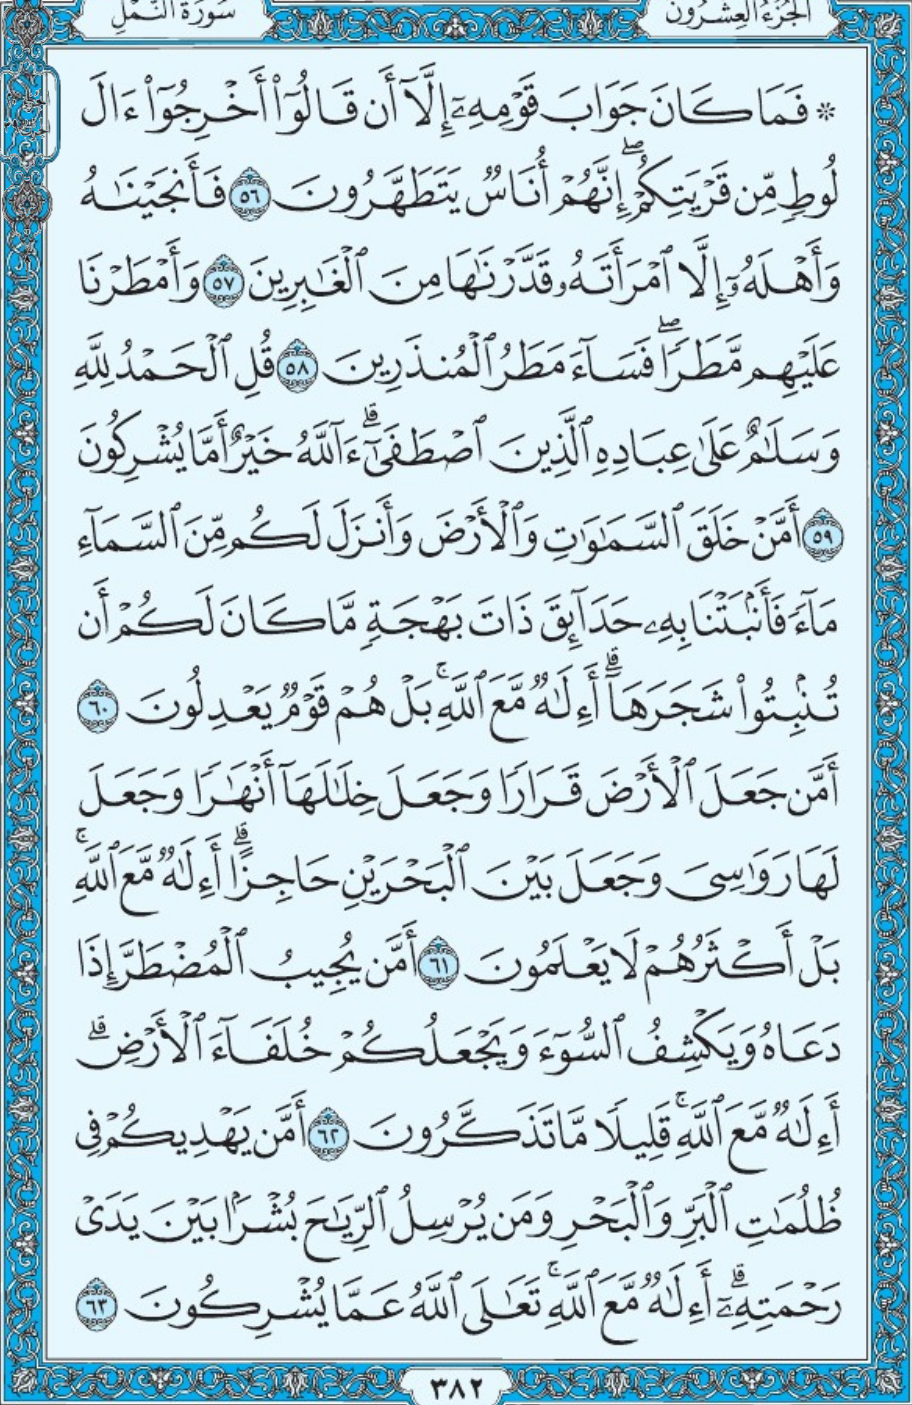 الجُزْءُ العِشْرُونَ
سُورَةُ النَّمْلِ
۞ فَمَا كَانَ جَوَابَ قَوْمِهِۦٓ إِلَّآ أَن قَالُوٓا۟ أَخْرِجُوٓا۟ ءَالَ
لُوطٍۢ مِّن قَرْيَتِكُمْ ۖ إِنَّهُمْ أُنَاسٌۭ يَتَطَهَّرُونَ ٥٦ فَأَنجَيْنَـٰهُ
وَأَهْلَهُۥٓ إِلَّا ٱمْرَأَتَهُۥ قَدَّرْنَـٰهَا مِنَ ٱلْغَـٰبِرِينَ ٥٧ وَأَمْطَرْنَا
عَلَيْهِم مَّطَرًۭا ۖ فَسَآءَ مَطَرُ ٱلْمُنذَرِينَ ٥٨ قُلِ ٱلْحَمْدُ لِلَّهِ
وَسَلَـٰمٌ عَلَىٰ عِبَادِهِ ٱلَّذِينَ ٱصْطَفَىٰٓ ۗ ءَآللَّهُ خَيْرٌ أَمَّا يُشْرِكُونَ
٥٩ أَمَّنْ خَلَقَ ٱلسَّمَـٰوَٰتِ وَٱلْأَرْضَ وَأَنزَلَ لَكُم مِّنَ ٱلسَّمَآءِ
مَآءًۭ فَأَنۢبَتْنَا بِهِۦ حَدَآئِقَ ذَاتَ بَهْجَةٍۢ مَّا كَانَ لَكُمْ أَن
تُنۢبِتُوا۟ شَجَرَهَآ ۗ أَءِلَـٰهٌۭ مَّعَ ٱللَّهِ ۚ بَلْ هُمْ قَوْمٌۭ يَعْدِلُونَ ٦٠
أَمَّن جَعَلَ ٱلْأَرْضَ قَرَارًۭا وَجَعَلَ خِلَـٰلَهَآ أَنْهَـٰرًۭا وَجَعَلَ
لَهَا رَوَٰسِىَ وَجَعَلَ بَيْنَ ٱلْبَحْرَيْنِ حَاجِزًا ۗ أَءِلَـٰهٌۭ مَّعَ ٱللَّهِ ۚ
بَلْ أَكْثَرُهُمْ لَا يَعْلَمُونَ ٦١ أَمَّن يُجِيبُ ٱلْمُضْطَرَّ إِذَا
دَعَاهُ وَيَكْشِفُ ٱلسُّوٓءَ وَيَجْعَلُكُمْ خُلَفَآءَ ٱلْأَرْضِ ۗ
أَءِلَـٰهٌۭ مَّعَ ٱللَّهِ ۚ قَلِيلًۭا مَّا تَذَكَّرُونَ ٦٢ أَمَّن يَهْدِيكُمْ فِى
ظُلُمَـٰتِ ٱلْبَرِّ وَٱلْبَحْرِ وَمَن يُرْسِلُ ٱلرِّيَـٰحَ بُشْرًۢا بَيْنَ يَدَىْ
رَحْمَتِهِۦٓ ۗ أَءِلَـٰهٌۭ مَّعَ ٱللَّهِ ۚ تَعَـٰلَى ٱللَّهُ عَمَّا يُشْرِكُونَ ٦٣
٣٨٢